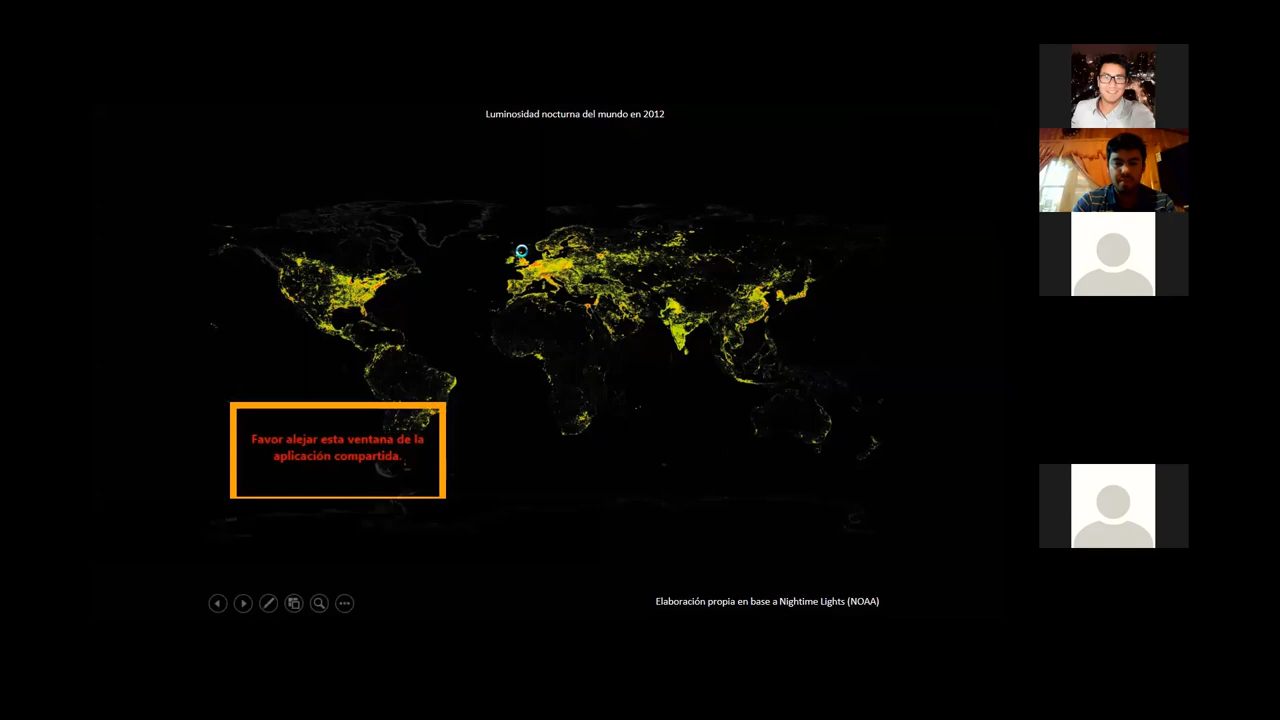 Luminosidad nocturna del mundo en 2012
Favor alejar esta ventana de la
aplicación compartida.
Elaboración propia en base a Nightime Lights (NOAA)